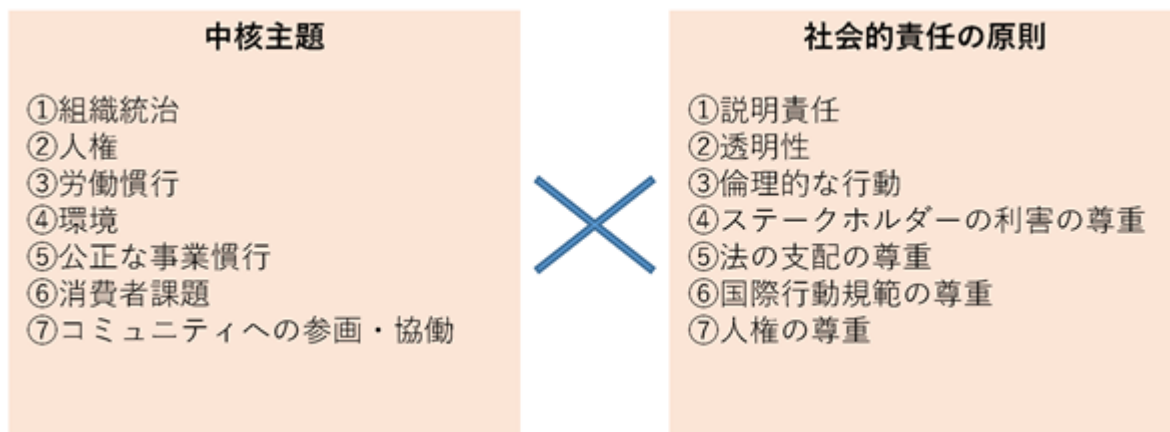 中核主題
①組織統治
②人権
③労働慣行
④環境
⑤公正な事業慣行
⑥消費者課題
⑦コミュニティへの参画・協働
社会的責任の原則
①説明責任
②透明性
③倫理的な行動
④ステークホルダーの利害の尊重
⑤法の支配の尊重
⑥国際行動規範の尊重
⑦人権の尊重